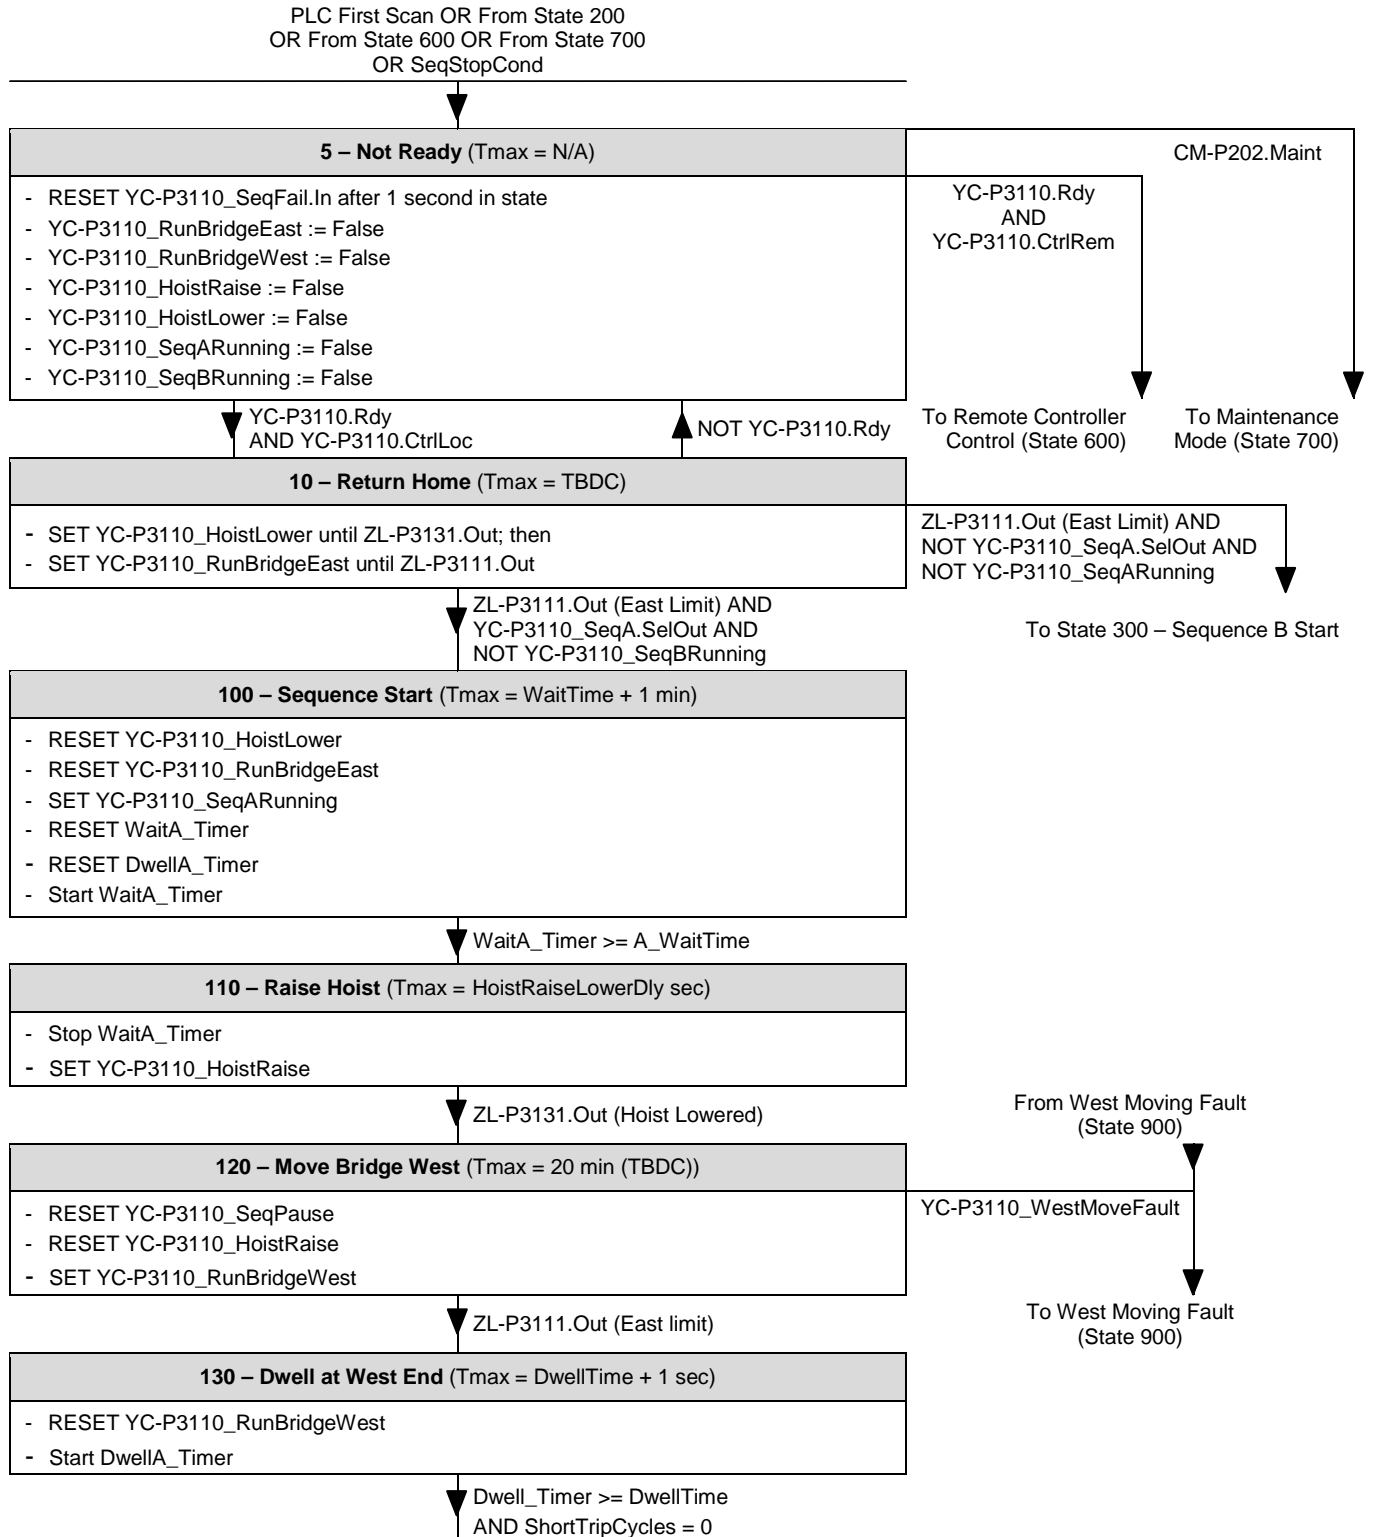 PLC First Scan OR From State 200
OR From State 600 OR From State 700
OR SeqStopCond
5 – Not Ready (Tmax = N/A)
- RESET YC-P3110_SeqFail.In after 1 second in state
- YC-P3110_RunBridgeEast := False
- YC-P3110_RunBridgeWest := False
- YC-P3110_HoistRaise := False
- YC-P3110_HoistLower := False
- YC-P3110_SeqARunning := False
- YC-P3110_SeqBRunning := False
YC-P3110.Rdy
AND
YC-P3110.CtrlRem
CM-P202.Maint
To Remote Controller
Control (State 600)
To Maintenance
Mode (State 700)
YC-P3110.Rdy
AND YC-P3110.CtrlLoc
NOT YC-P3110.Rdy
10 – Return Home (Tmax = TBDC)
- SET YC-P3110_HoistLower until ZL-P3131.Out; then
- SET YC-P3110_RunBridgeEast until ZL-P3111.Out
ZL-P3111.Out (East Limit) AND
NOT YC-P3110_SeqA.SelOut AND
NOT YC-P3110_SeqARunning
To State 300 – Sequence B Start
ZL-P3111.Out (East Limit) AND
YC-P3110_SeqA.SelOut AND
NOT YC-P3110_SeqBRunning
100 – Sequence Start (Tmax = WaitTime + 1 min)
- RESET YC-P3110_HoistLower
- RESET YC-P3110_RunBridgeEast
- SET YC-P3110_SeqARunning
- RESET WaitA_Timer
- RESET DwellA_Timer
- Start WaitA_Timer
WaitA_Timer >= A_WaitTime
110 – Raise Hoist (Tmax = HoistRaiseLowerDly sec)
- Stop WaitA_Timer
- SET YC-P3110_HoistRaise
ZL-P3131.Out (Hoist Lowered)
From West Moving Fault
(State 900)
120 – Move Bridge West (Tmax = 20 min (TBDC))
- RESET YC-P3110_SeqPause
- RESET YC-P3110_HoistRaise
- SET YC-P3110_RunBridgeWest
YC-P3110_WestMoveFault
To West Moving Fault
(State 900)
ZL-P3111.Out (East limit)
130 – Dwell at West End (Tmax = DwellTime + 1 sec)
- RESET YC-P3110_RunBridgeWest
- Start DwellA_Timer
Dwell_Timer >= DwellTime
AND ShortTripCycles = 0